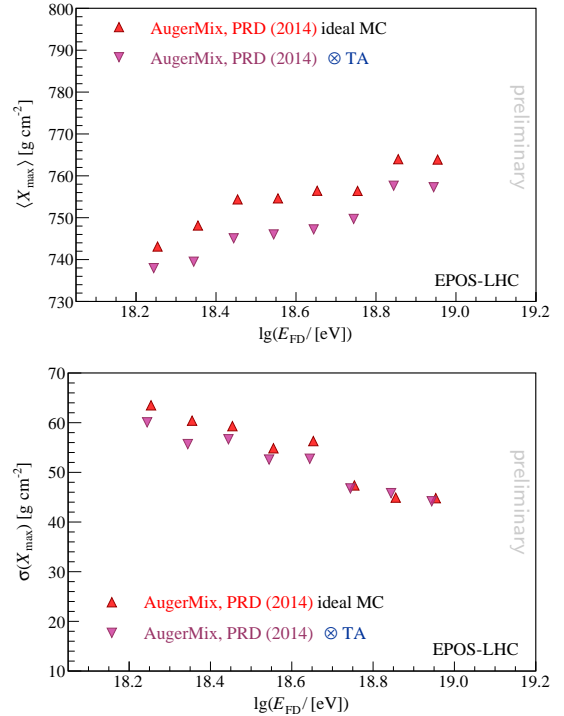 800
790
780
770
760
750
740
730
⟨X_max⟩ [g cm⁻²]
AugerMix, PRD (2014) ideal MC
AugerMix, PRD (2014) ⊗ TA
preliminary
EPOS-LHC
18.2 18.4 18.6 18.8 19.0 19.2
lg(E_FD/ [eV])
70
60
50
40
30
20
10
σ(X_max) [g cm⁻²]
preliminary
AugerMix, PRD (2014) ideal MC
AugerMix, PRD (2014) ⊗ TA
EPOS-LHC
18.2 18.4 18.6 18.8 19.0 19.2
lg(E_FD/ [eV])